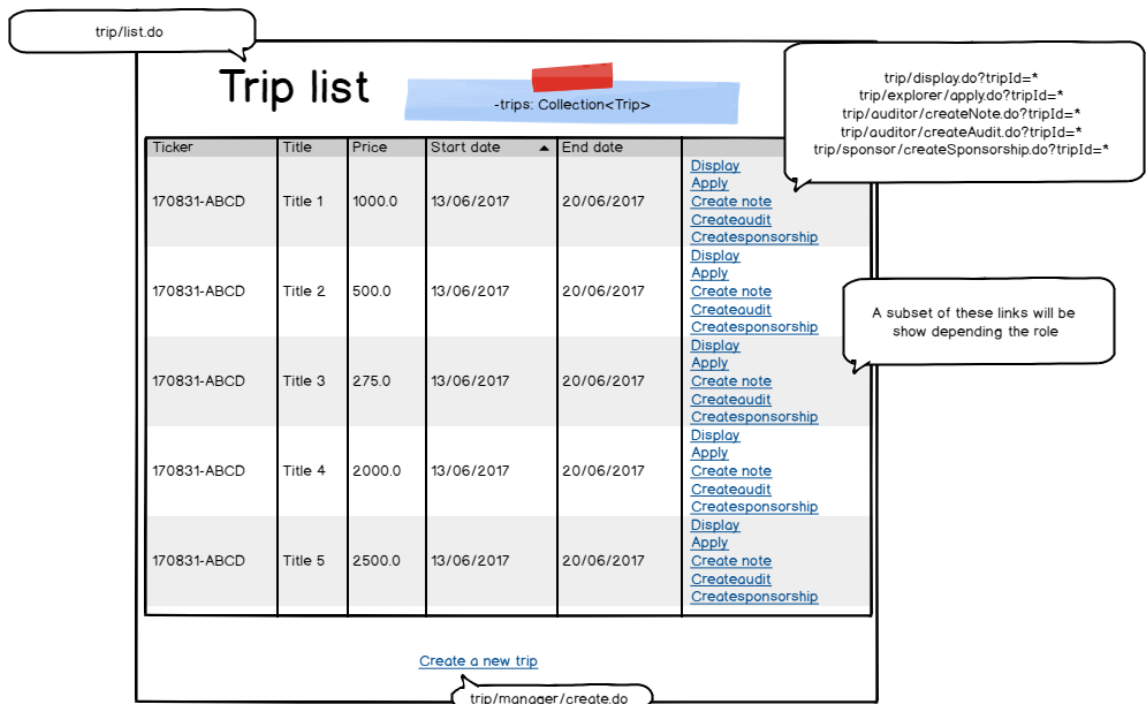 trip/list.do
Trip list
-trips: Collection<Trip>
trip/display.do?tripId=*
trip/explorer/apply.do?tripId=*
trip/auditor/createNote.do?tripId=*
trip/auditor/createAudit.do?tripId=*
trip/sponsor/createSponsorship.do?tripId=*
Ticker Title Price Start date End date
Display
Apply
170831-ABCD Title 1 1000.0 13/06/2017 20/06/2017 Create note
Createaudit
Createsponsorship
Display
Apply
170831-ABCD Title 2 500.0 13/06/2017 20/06/2017 Create note
Createaudit
Createsponsorship
A subset of these links will be
show depending the role
Display
Apply
170831-ABCD Title 3 275.0 13/06/2017 20/06/2017 Create note
Createaudit
Createsponsorship
Display
Apply
170831-ABCD Title 4 2000.0 13/06/2017 20/06/2017 Create note
Createaudit
Createsponsorship
Display
Apply
170831-ABCD Title 5 2500.0 13/06/2017 20/06/2017 Create note
Createaudit
Createsponsorship
Create a new trip
trip/manager/create.do